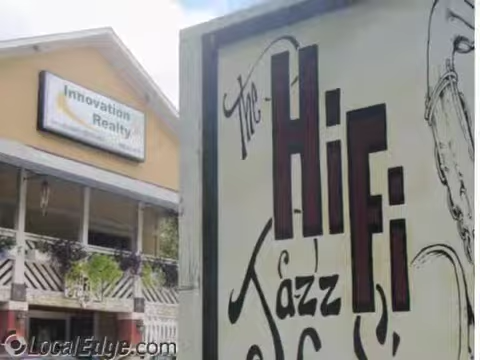 Innovation
Realty
The
HiFi
Jazz
LocalEdge.com